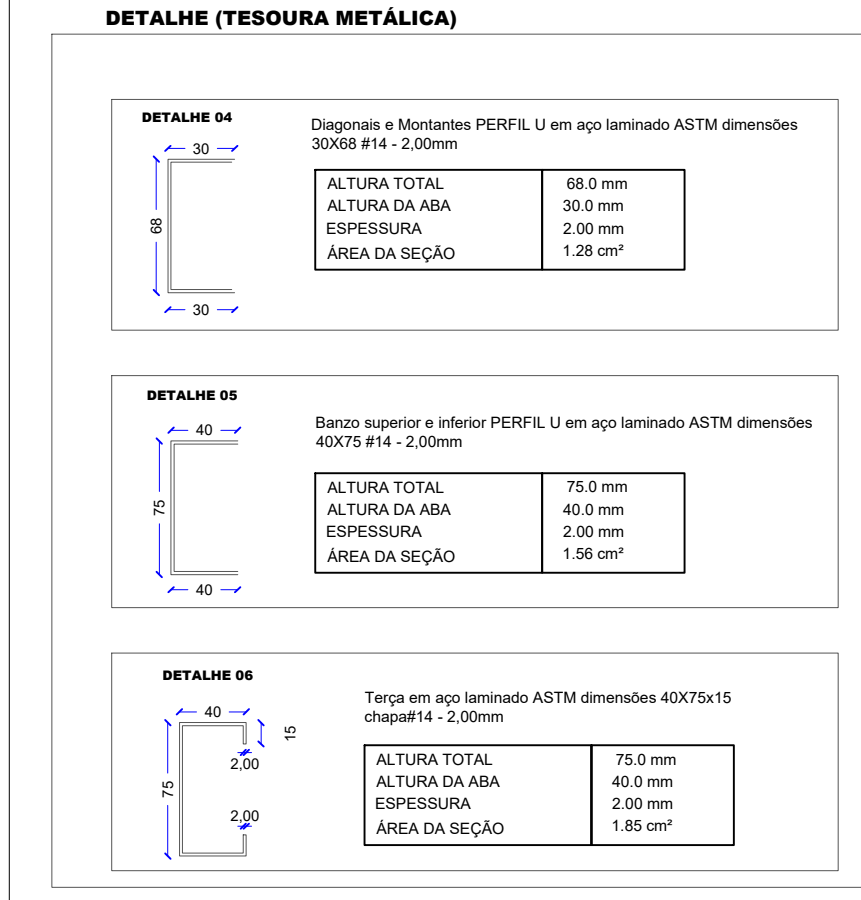 DETALHE (TESOURA METÁLICA)
DETALHE 04
Diagonais e Montantes PERFIL U em aço laminado ASTM dimensões
30X68 #14 - 2,00mm
30
68
30
ALTURA TOTAL 68.0 mm
ALTURA DA ABA 30.0 mm
ESPESSURA 2.00 mm
ÁREA DA SEÇÃO 1.28 cm²
DETALHE 05
Banzo superior e inferior PERFIL U em aço laminado ASTM dimensões
40X75 #14 - 2,00mm
40
75
40
ALTURA TOTAL 75.0 mm
ALTURA DA ABA 40.0 mm
ESPESSURA 2.00 mm
ÁREA DA SEÇÃO 1.56 cm²
DETALHE 06
Terça em aço laminado ASTM dimensões 40X75x15
chapa#14 - 2,00mm
40
15
2,00
75
2,00
ALTURA TOTAL 75.0 mm
ALTURA DA ABA 40.0 mm
ESPESSURA 2.00 mm
ÁREA DA SEÇÃO 1.85 cm²